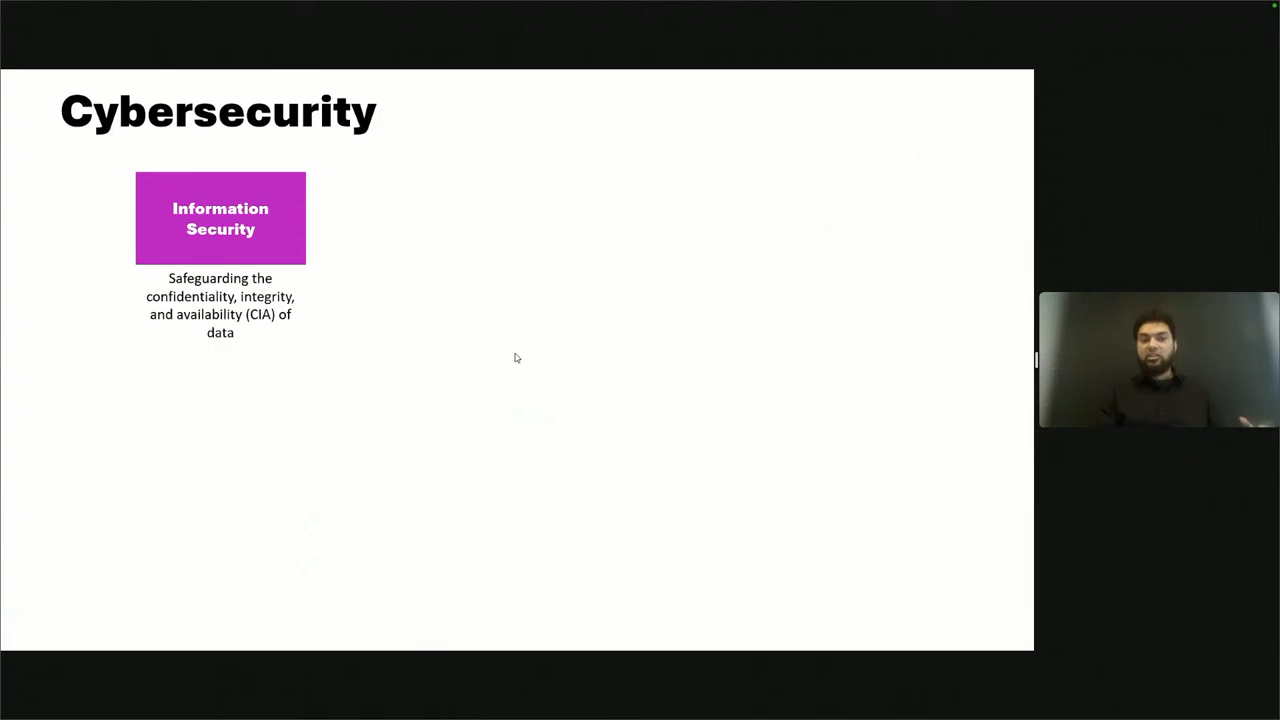 Cybersecurity
Information
Security
Safeguarding the
confidentiality, integrity,
and availability (CIA) of
data